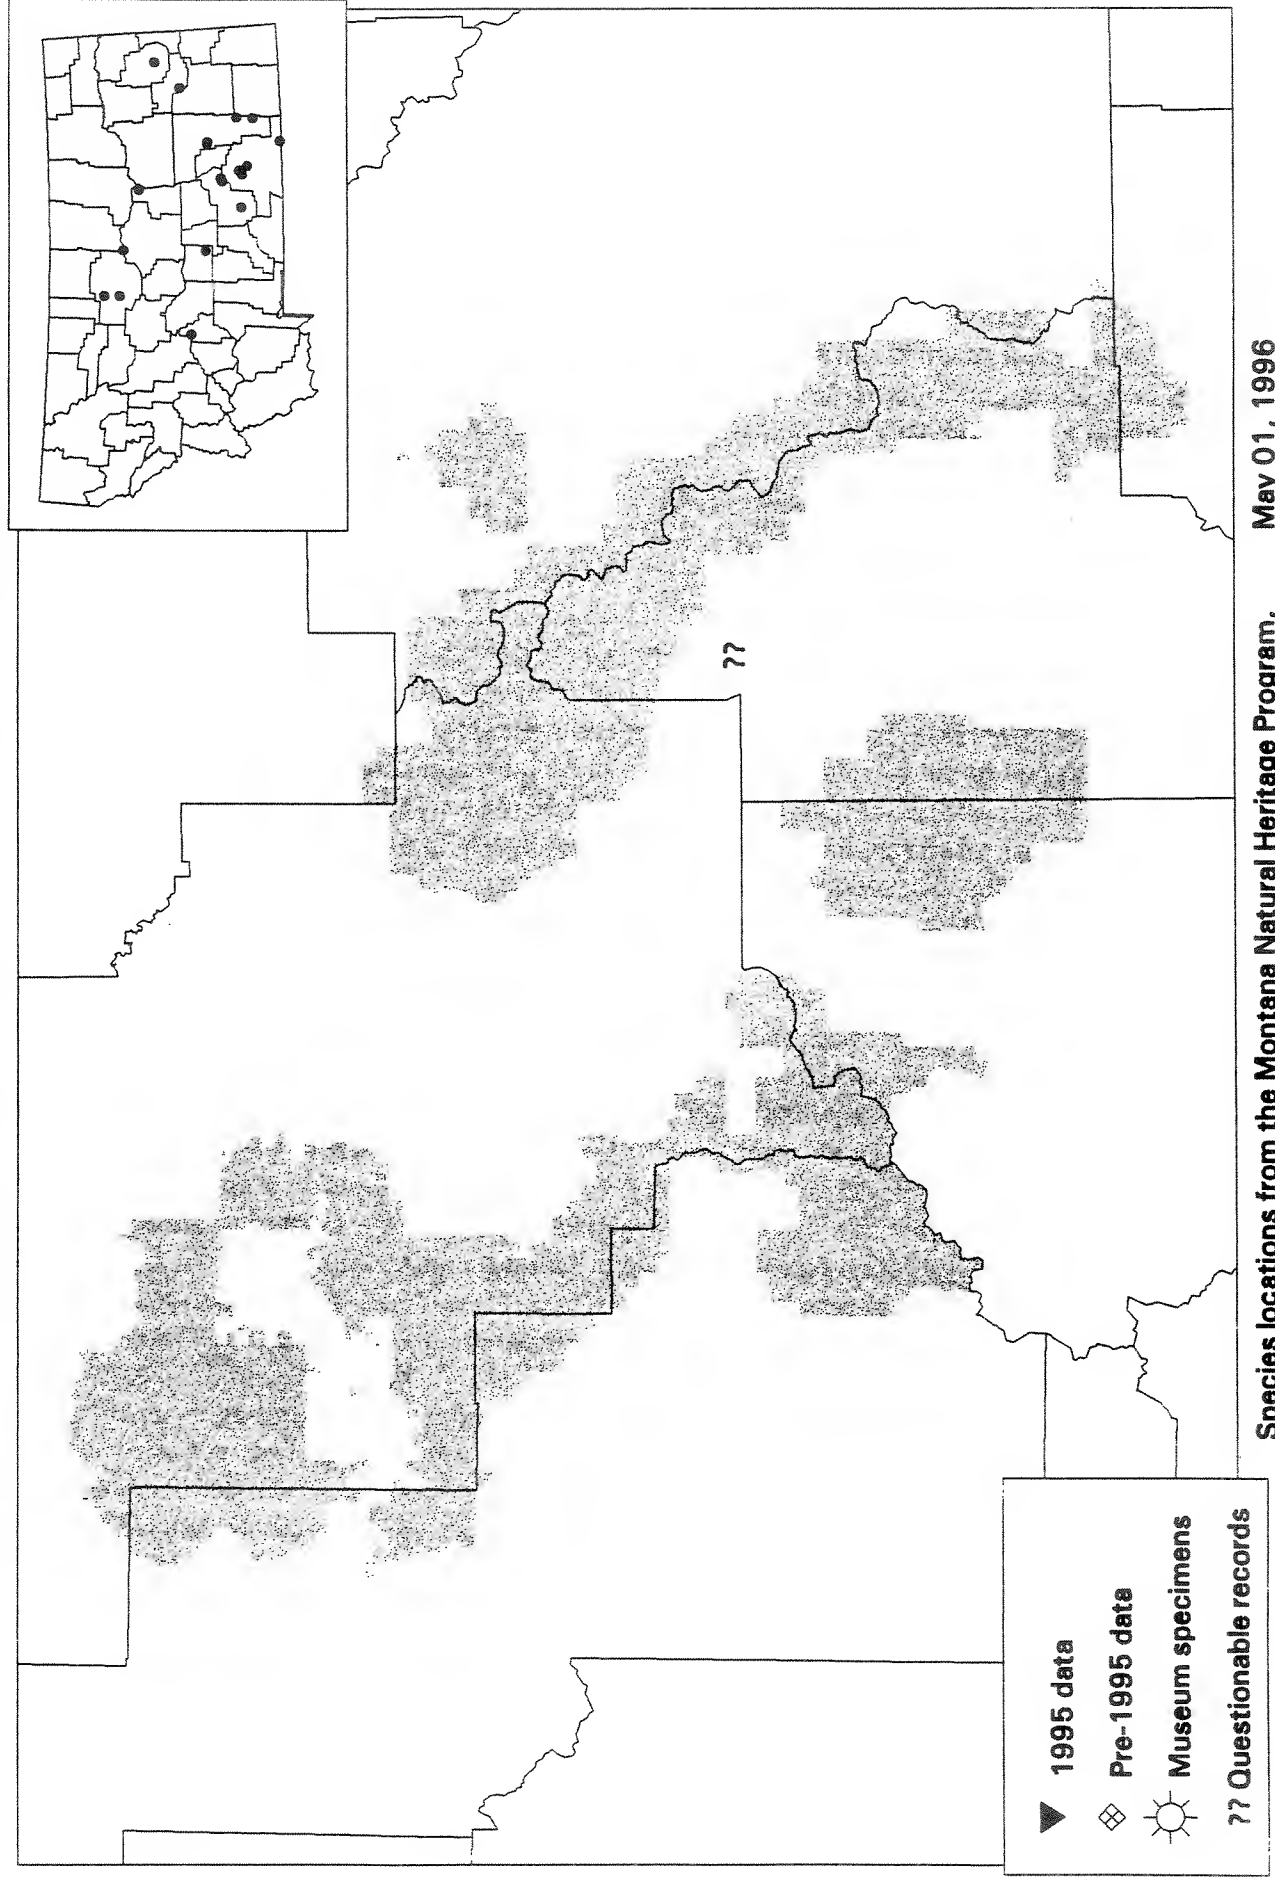 ??
1995 data
Pre-1995 data
Museum specimens
?? Questionable records
Species locations from the Montana Natural Heritage Program. May 01, 1996